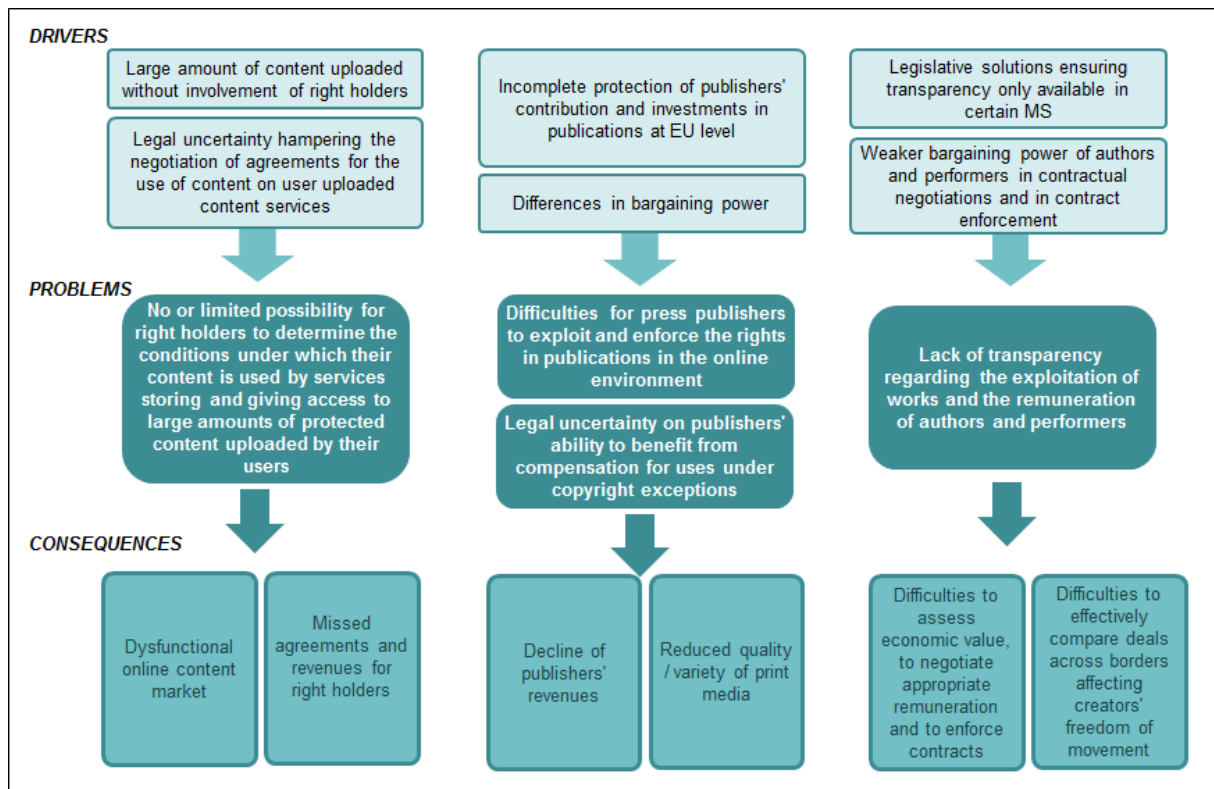 DRIVERS
Large amount of content uploaded
without involvement of right holders
Legal uncertainty hampering the
negotiation of agreements for the
use of content on user uploaded
content services
Incomplete protection of publishers'
contribution and investments in
publications at EU level
Differences in bargaining power
Legislative solutions ensuring
transparency only available in
certain MS
Weaker bargaining power of authors
and performers in contractual
negotiations and in contract
enforcement
PROBLEMS
No or limited possibility for
right holders to determine the
conditions under which their
content is used by services
storing and giving access to
large amounts of protected
content uploaded by their
users
Difficulties for press publishers
to exploit and enforce the rights
in publications in the online
environment
Legal uncertainty on publishers'
ability to benefit from
compensation for uses under
copyright exceptions
Lack of transparency
regarding the exploitation of
works and the remuneration
of authors and performers
CONSEQUENCES
Dysfunctional
online content
market
Missed
agreements and
revenues for
right holders
Decline of
publishers'
revenues
Reduced quality
/ variety of print
media
Difficulties to
assess
economic value,
to negotiate
appropriate
remuneration
and to enforce
contracts
Difficulties to
effectively
compare deals
across borders
affecting
creators'
freedom of
movement